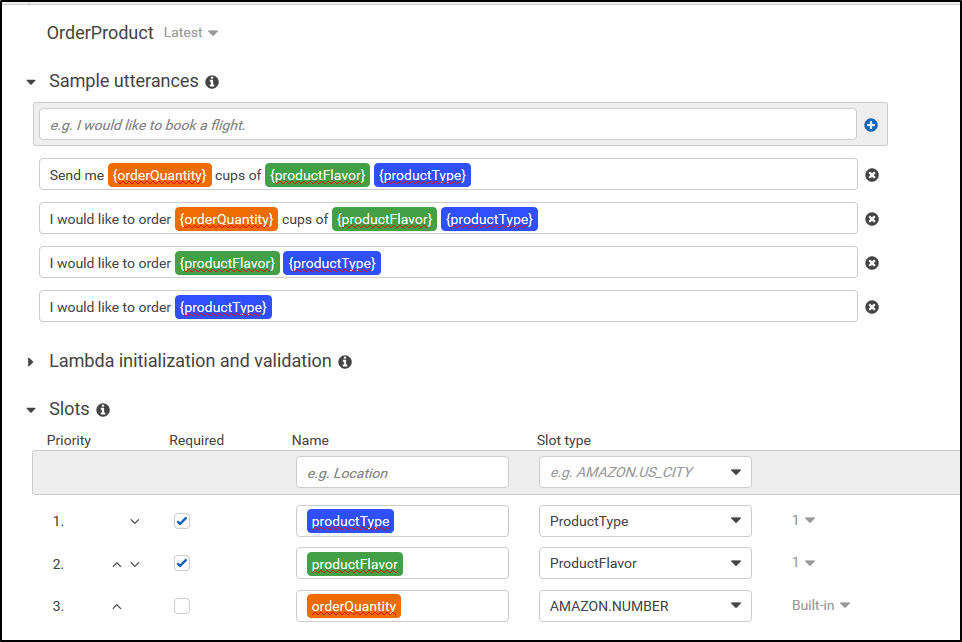 OrderProduct Latest
Sample utterances
e.g. I would like to book a flight.
Send me {orderQuantity} cups of {productFlavor} {productType}
I would like to order {orderQuantity} cups of {productFlavor} {productType}
I would like to order {productFlavor} {productType}
I would like to order {productType}
Lambda initialization and validation
Slots
Priority Required Name Slot type
e.g. Location e.g. AMAZON.US_CITY
1. productType ProductType 1
2. productFlavor ProductFlavor 1
3. orderQuantity AMAZON.NUMBER Built-in